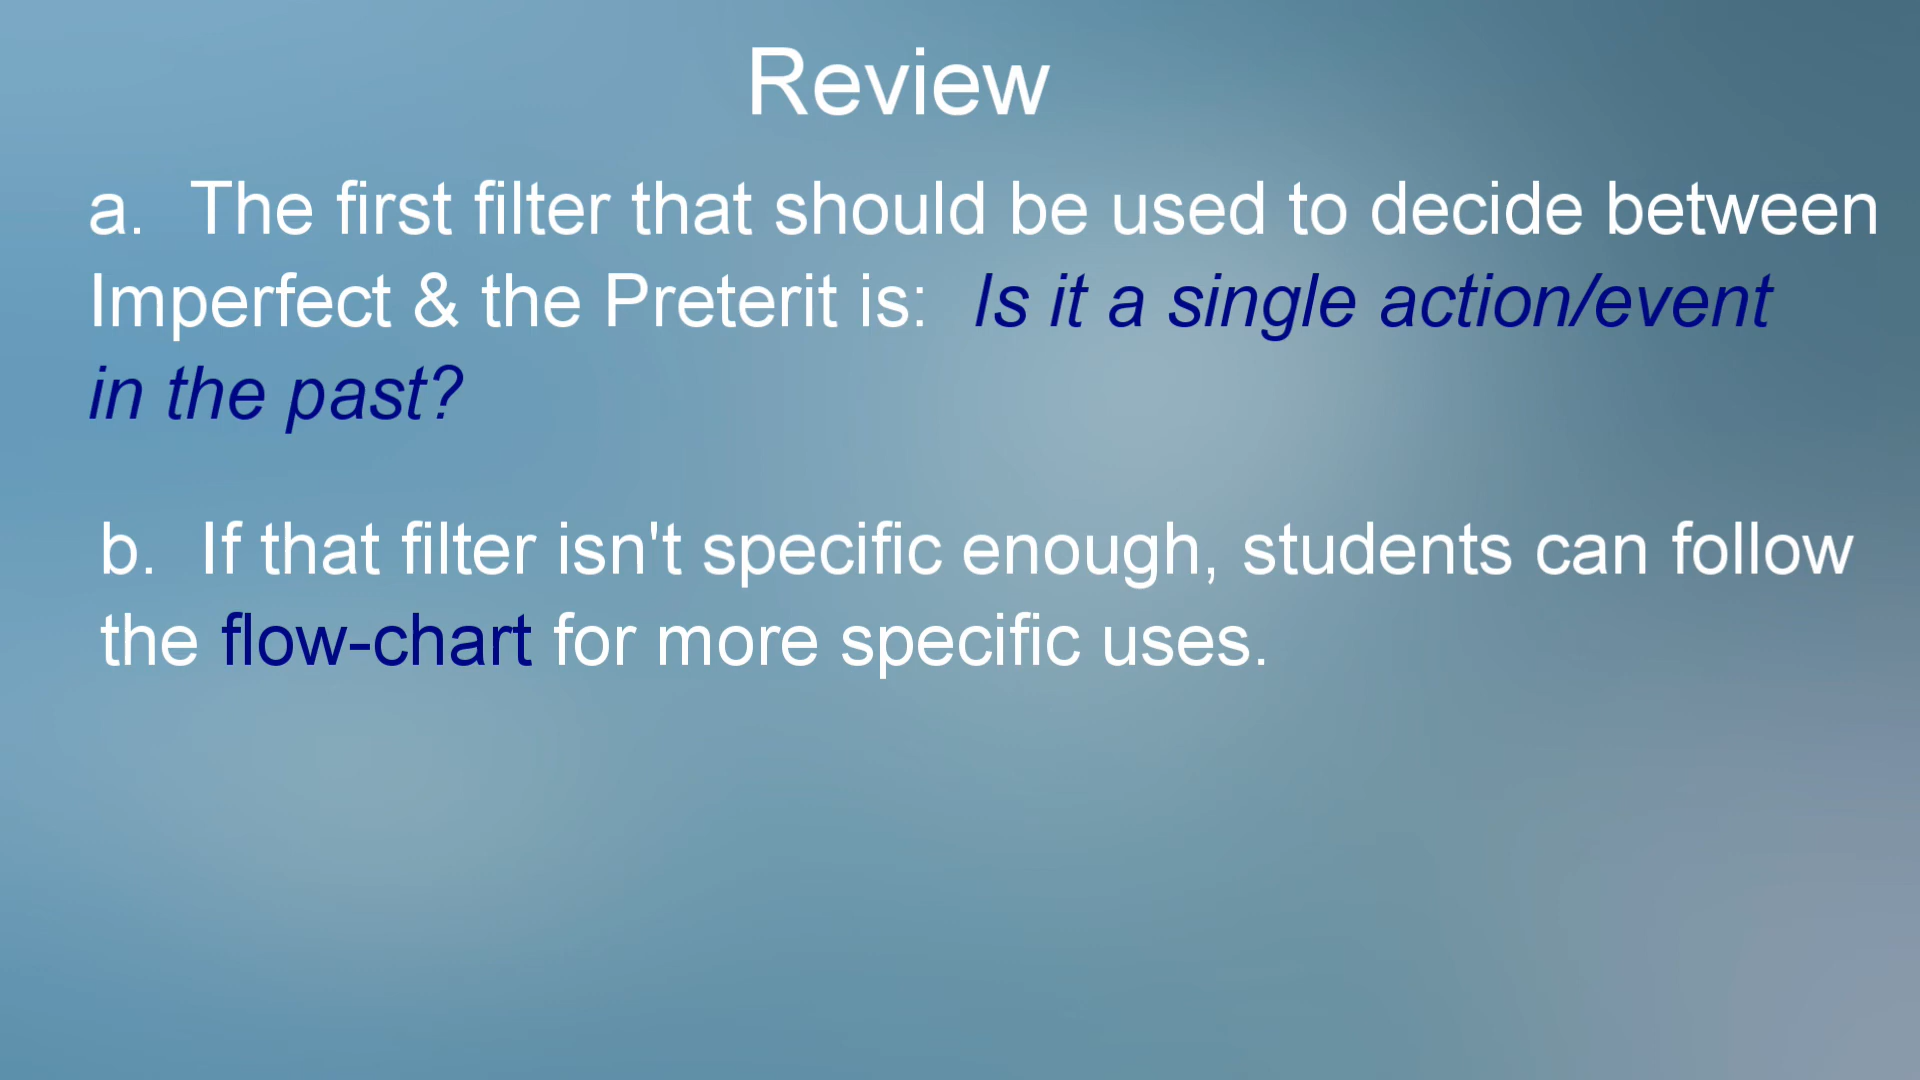 Review
a. The first filter that should be used to decide between
Imperfect & the Preterit is: Is it a single action/event
in the past?
b. If that filter isn't specific enough, students can follow
the flow-chart for more specific uses.